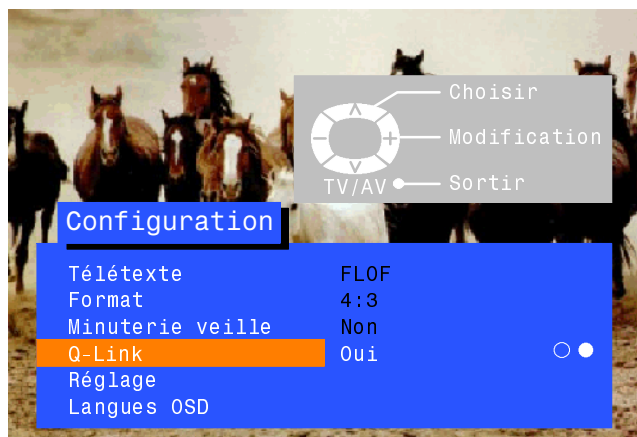 Choisir
Modification
TV/AV Sortir
Configuration
Télétexte FLOF
Format 4:3
Minuterie veille Non
Q-Link Oui
Réglage
Langues OSD